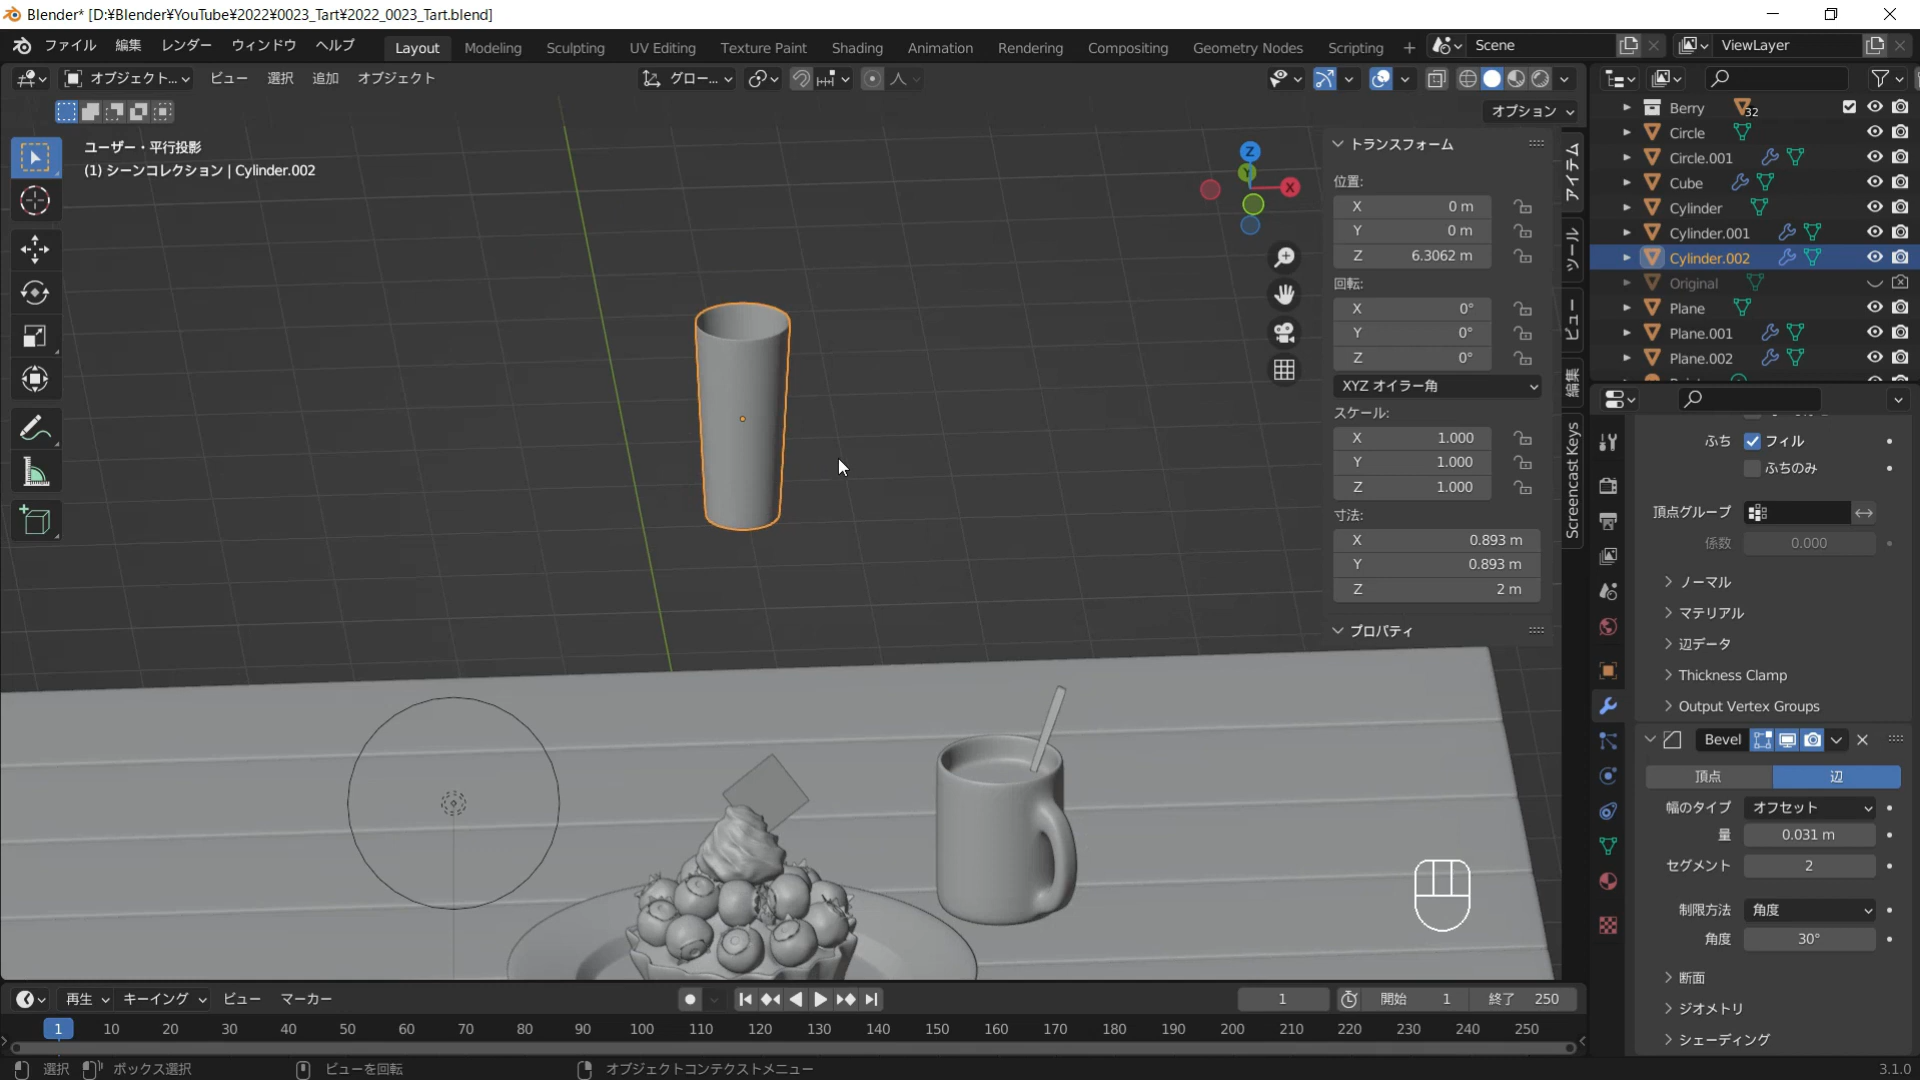 Blender* [D:¥Blender¥YouTube¥2022¥0023_Tart¥2022_0023_Tart.blend]
ファイル 編集 レンダー ウィンドウ ヘルプ Layout Modeling Sculpting UV Editing Texture Paint Shading Animation Rendering Compositing Geometry Nodes Scripting + Scene ViewLayer
オブジェクト... ビュー 選択 追加 オブジェクト グロー...
オプション
ユーザー・平行投影
(1) シーンコレクション | Cylinder.002
Z
Y
X
トランスフォーム
位置:
X 0 m
Y 0 m
Z 6.3062 m
回転:
X 0°
Y 0°
Z 0°
XYZ オイラー角
スケール:
X 1.000
Y 1.000
Z 1.000
寸法:
X 0.893 m
Y 0.893 m
Z 2 m
プロパティ
アイテム
ツール
ビュー
編集
Screencast Keys
Berry 32
Circle
Circle.001
Cube
Cylinder
Cylinder.001
Cylinder.002
Original
Plane
Plane.001
Plane.002
ふち フィル
ふちのみ
頂点グループ
係数 0.000
ノーマル
マテリアル
辺データ
Thickness Clamp
Output Vertex Groups
Bevel
頂点 辺
幅のタイプ オフセット
量 0.031 m
セグメント 2
制限方法 角度
角度 30°
断面
ジオメトリ
シェーディング
再生 キーイング ビュー マーカー 1 開始 1 終了 250
1 10 20 30 40 50 60 70 80 90 100 110 120 130 140 150 160 170 180 190 200 210 220 230 240 250
選択 ボックス選択 ビューを回転 オブジェクトコンテクストメニュー 3.1.0